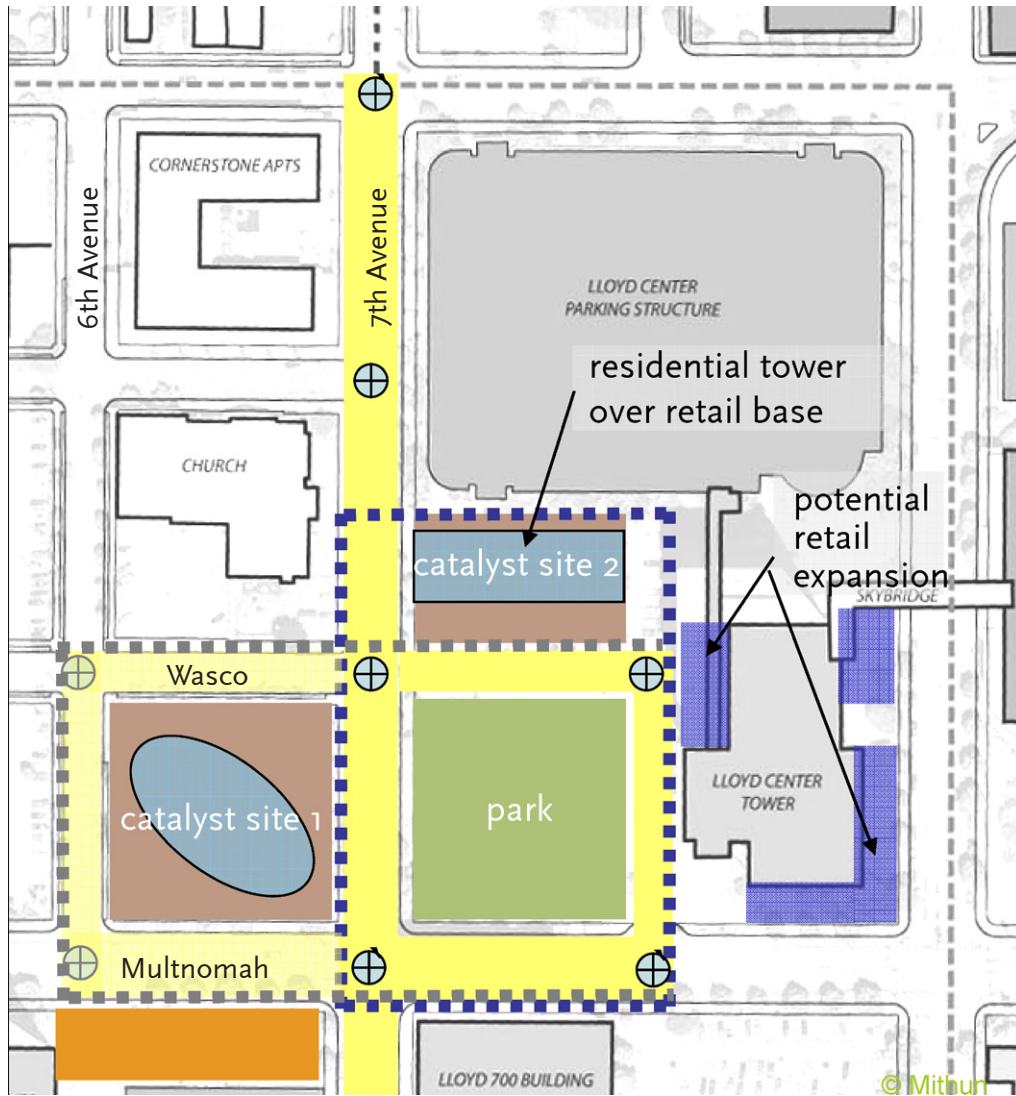 CORNERSTONE APTS
6th Avenue
7th Avenue
LLOYD CENTER
PARKING STRUCTURE
residential tower
over retail base
CHURCH
potential
retail
expansion
catalyst site 2
SKYBRIDGE
Wasco
LLOYD CENTER
TOWER
catalyst site 1
park
Multnomah
LLOYD 700 BUILDING
© Mithun